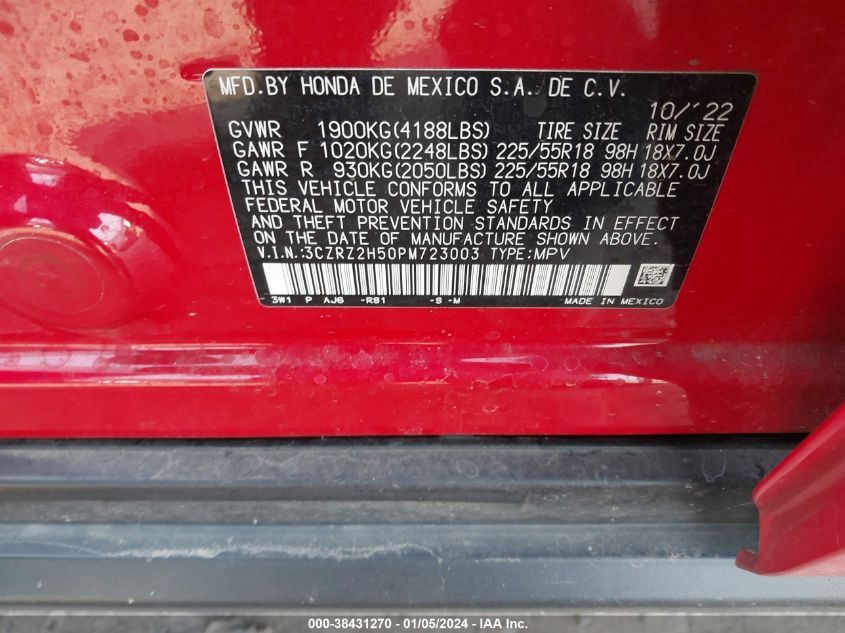 MFD.BY HONDA DE MEXICO S.A. DE C.V.
10/'22
GVWR 1900KG(4188LBS) TIRE SIZE RIM SIZE
GAWR F 1020KG(2248LBS) 225/55R18 98H 18X7.0J
GAWR R 930KG(2050LBS) 225/55R18 98H 18X7.0J
THIS VEHICLE CONFORMS TO ALL APPLICABLE
FEDERAL MOTOR VEHICLE SAFETY
AND THEFT PREVENTION STANDARDS IN EFFECT
ON THE DATE OF MANUFACTURE SHOWN ABOVE.
V.I.N.:3CZRZ2H50PM723003 TYPE:MPV
3W1 P AJ6 -R81 -S -M MADE IN MEXICO
000-38431270 - 01/05/2024 - IAA Inc.